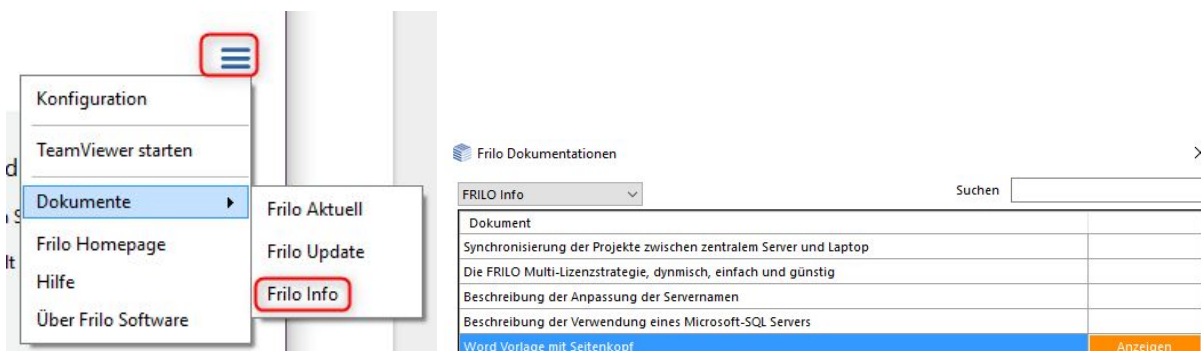 Konfiguration
TeamViewer starten
Dokumente
Frilo Homepage
Hilfe
Über Frilo Software
Frilo Aktuell
Frilo Update
Frilo Info
Frilo Dokumentationen
FRILO Info
Suchen
Dokument
Synchronisierung der Projekte zwischen zentralem Server und Laptop
Die FRILO Multi-Lizenzstrategie, dynmisch, einfach und günstig
Beschreibung der Anpassung der Servernamen
Beschreibung der Verwendung eines Microsoft-SQL Servers
Word Vorlage mit Seitenkopf Anzeigen